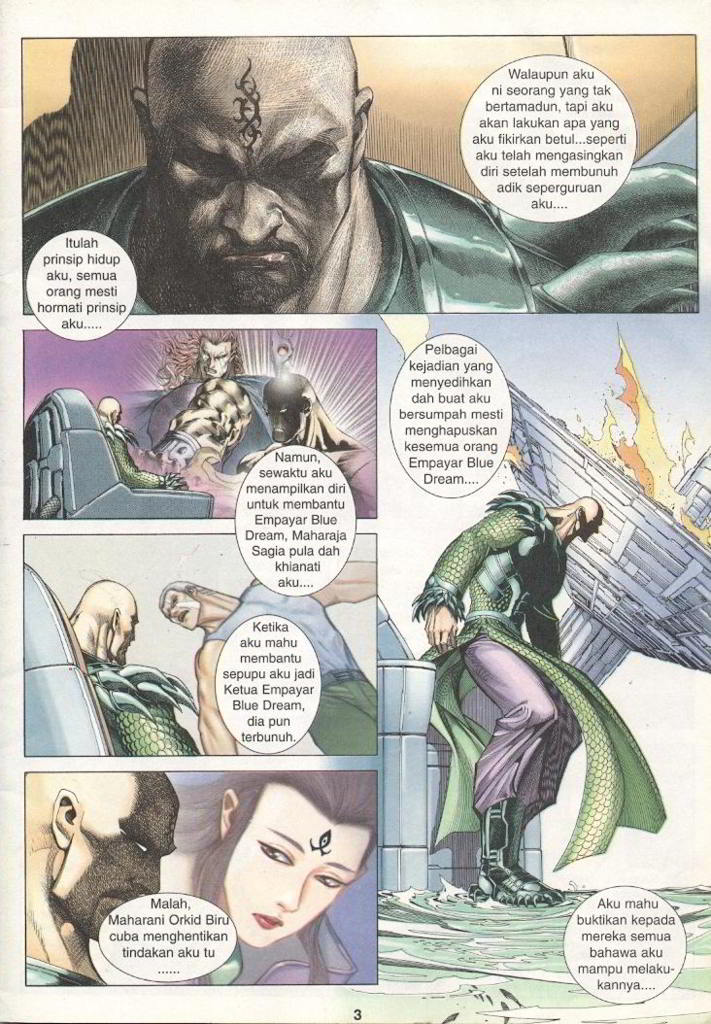 Walaupun aku
ni seorang yang tak
bertamadun, tapi aku
akan lakukan apa yang
aku fikirkan betul...seperti
aku telah mengasingkan
diri setelah membunuh
adik seperguruan
aku....
Itulah
prinsip hidup
aku, semua
orang mesti
hormati prinsip
aku.....
Namun,
sewaktu aku
menampilkan diri
untuk membantu
Empayar Blue
Dream, Maharaja
Sagia pula dah
khianati
aku....
Ketika
aku mahu
membantu
sepupu aku jadi
Ketua Empayar
Blue Dream,
dia pun
terbunuh.
Malah,
Maharani Orkid Biru
cuba menghentikan
tindakan aku tu
......
Pelbagai
kejadian yang
menyedihkan
dah buat aku
bersumpah mesti
menghapuskan
kesemua orang
Empayar Blue
Dream....
Aku mahu
buktikan kepada
mereka semua
bahawa aku
mampu melaku-
kannya....
3